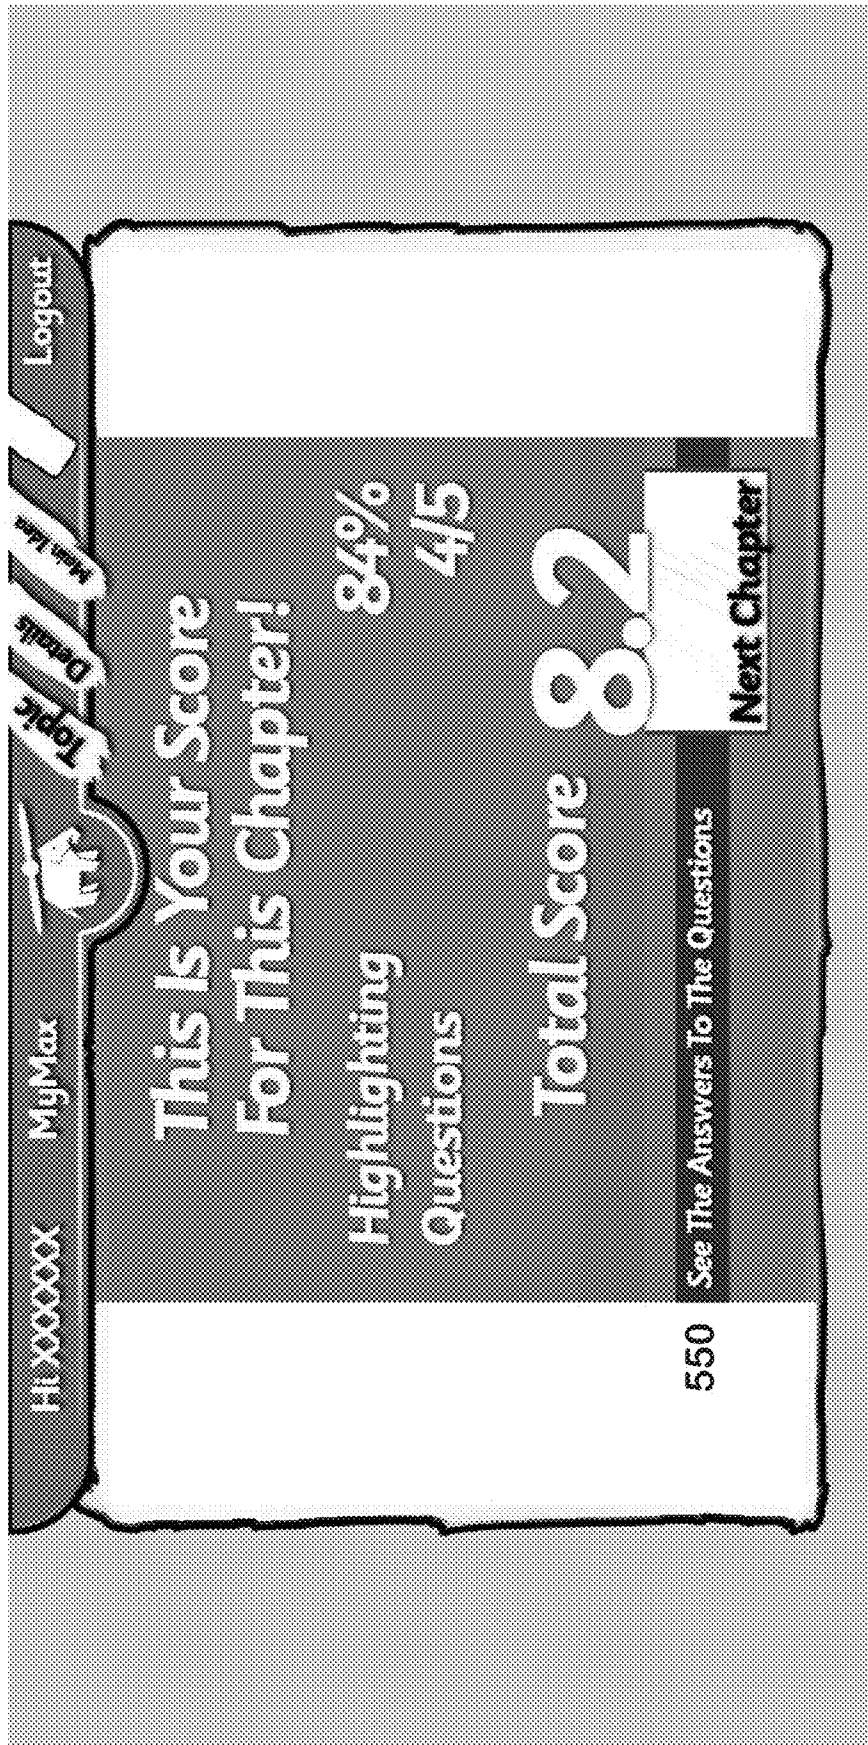 Hi XXXXXX MyMax Topic Details Main Idea Logout
This Is Your Score
For This Chapter!
Highlighting 84%
Questions 4/5
Total Score 8.2
550 See The Answers To The Questions
Next Chapter